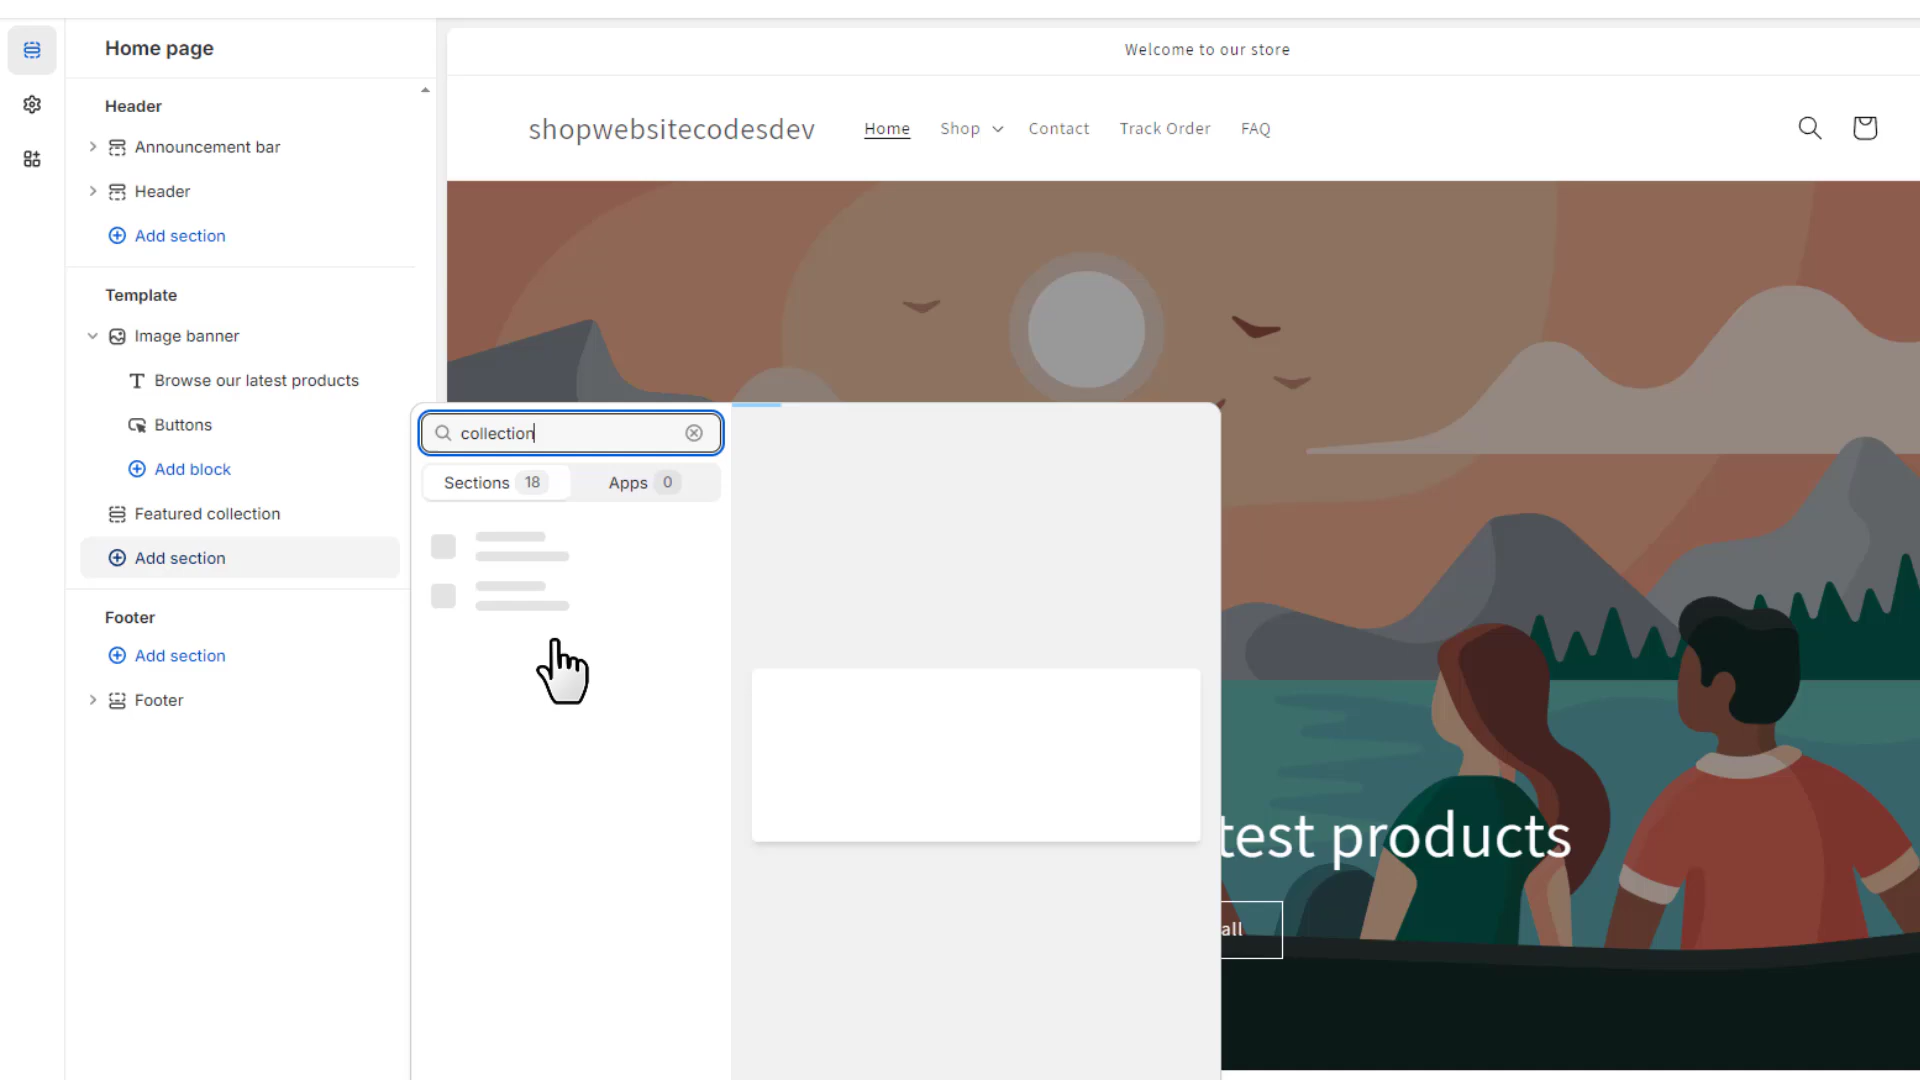 Home page
Header
Announcement bar
Header
Add section
Template
Image banner
Browse our latest products
Buttons
Add block
Featured collection
Add section
Footer
Add section
Footer
collection
Sections 18 Apps 0
Welcome to our store
shopwebsitecodesdev Home Shop Contact Track Order FAQ
test products
all